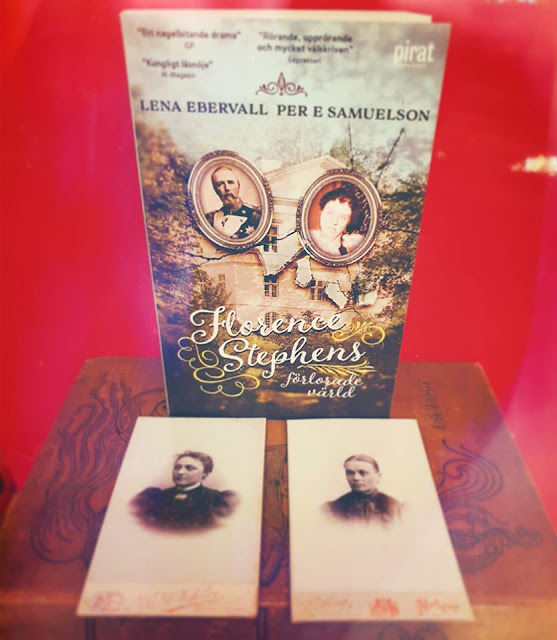 "Ett nagelbitande drama"
GP
"Kungligt läsnöje"
M-Magasin
"Rörande, upprörande
och mycket välskriven"
Expressen
pirat
LENA EBERVALL PER E SAMUELSON
Florence
Stephens
förlorade
värld